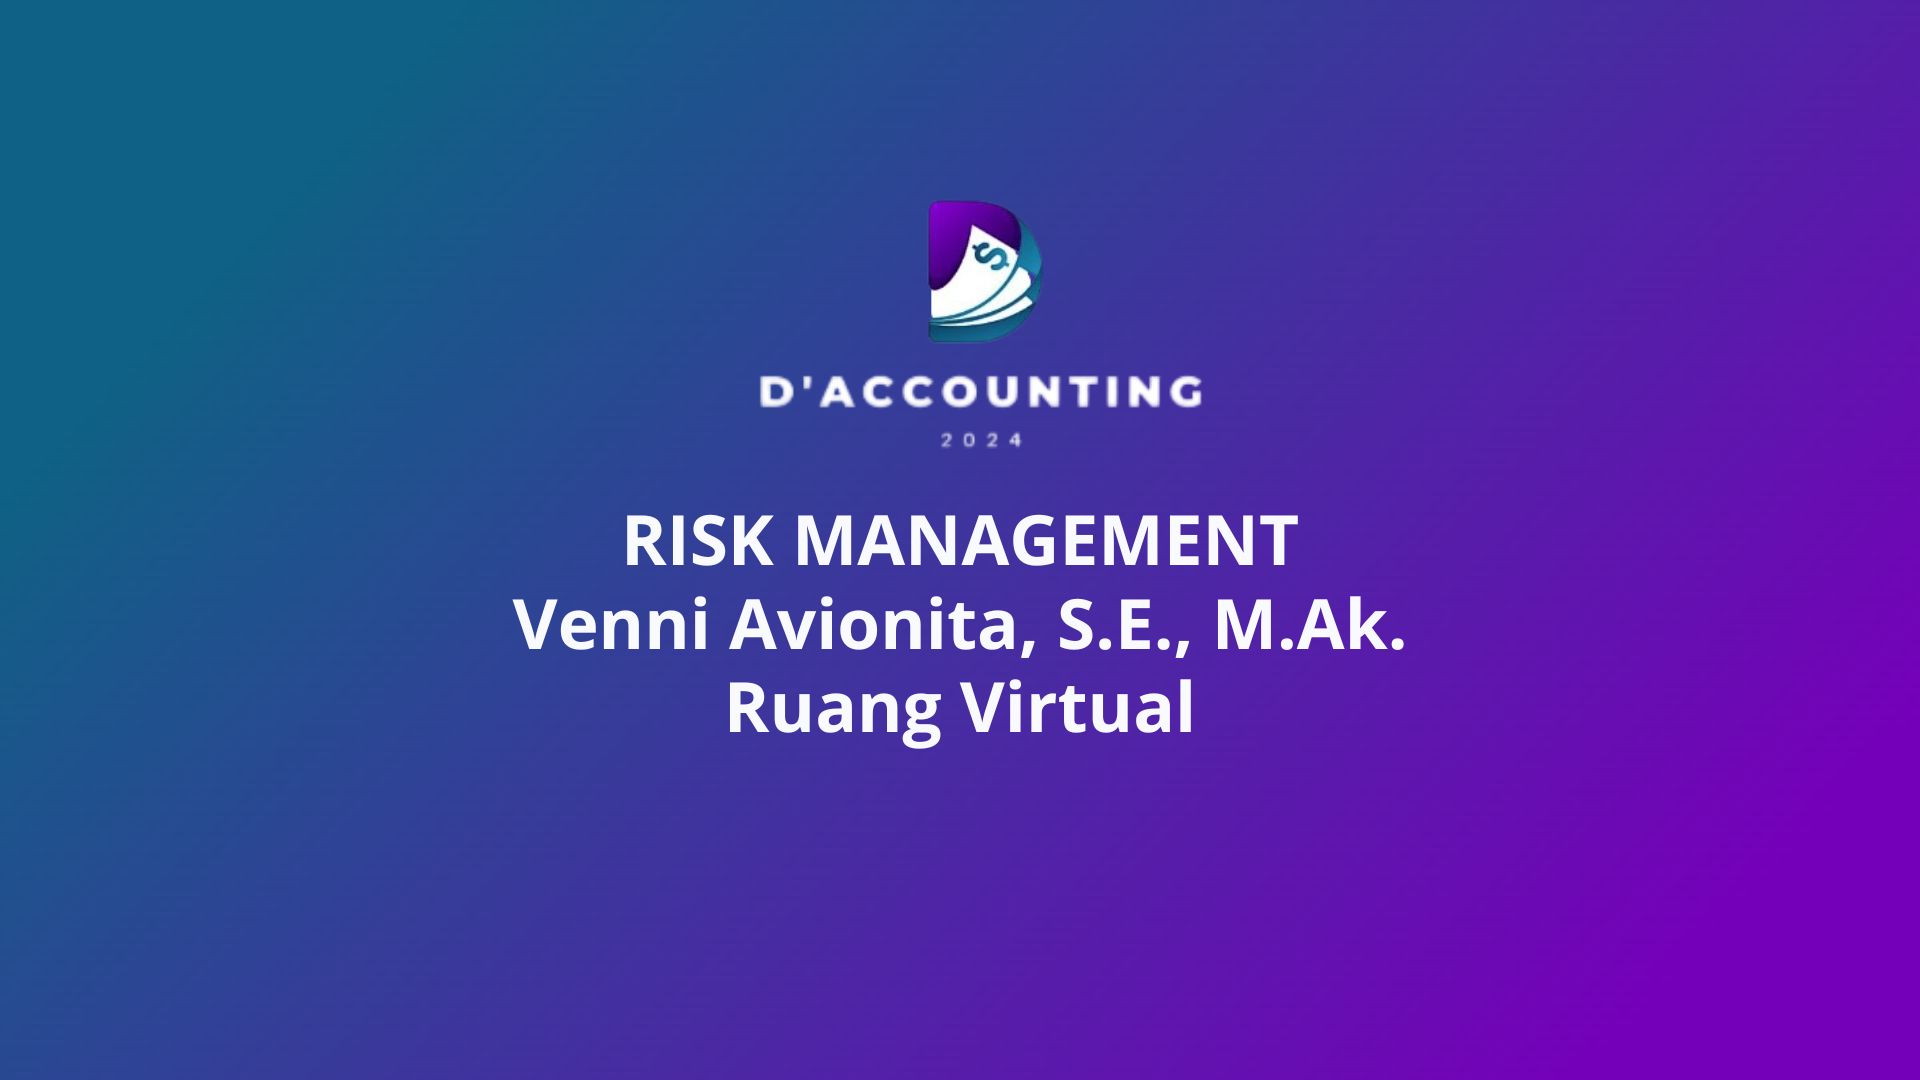 $
D'ACCOUNTING
2024
RISK MANAGEMENT
Venni Avionita, S.E., M.Ak.
Ruang Virtual